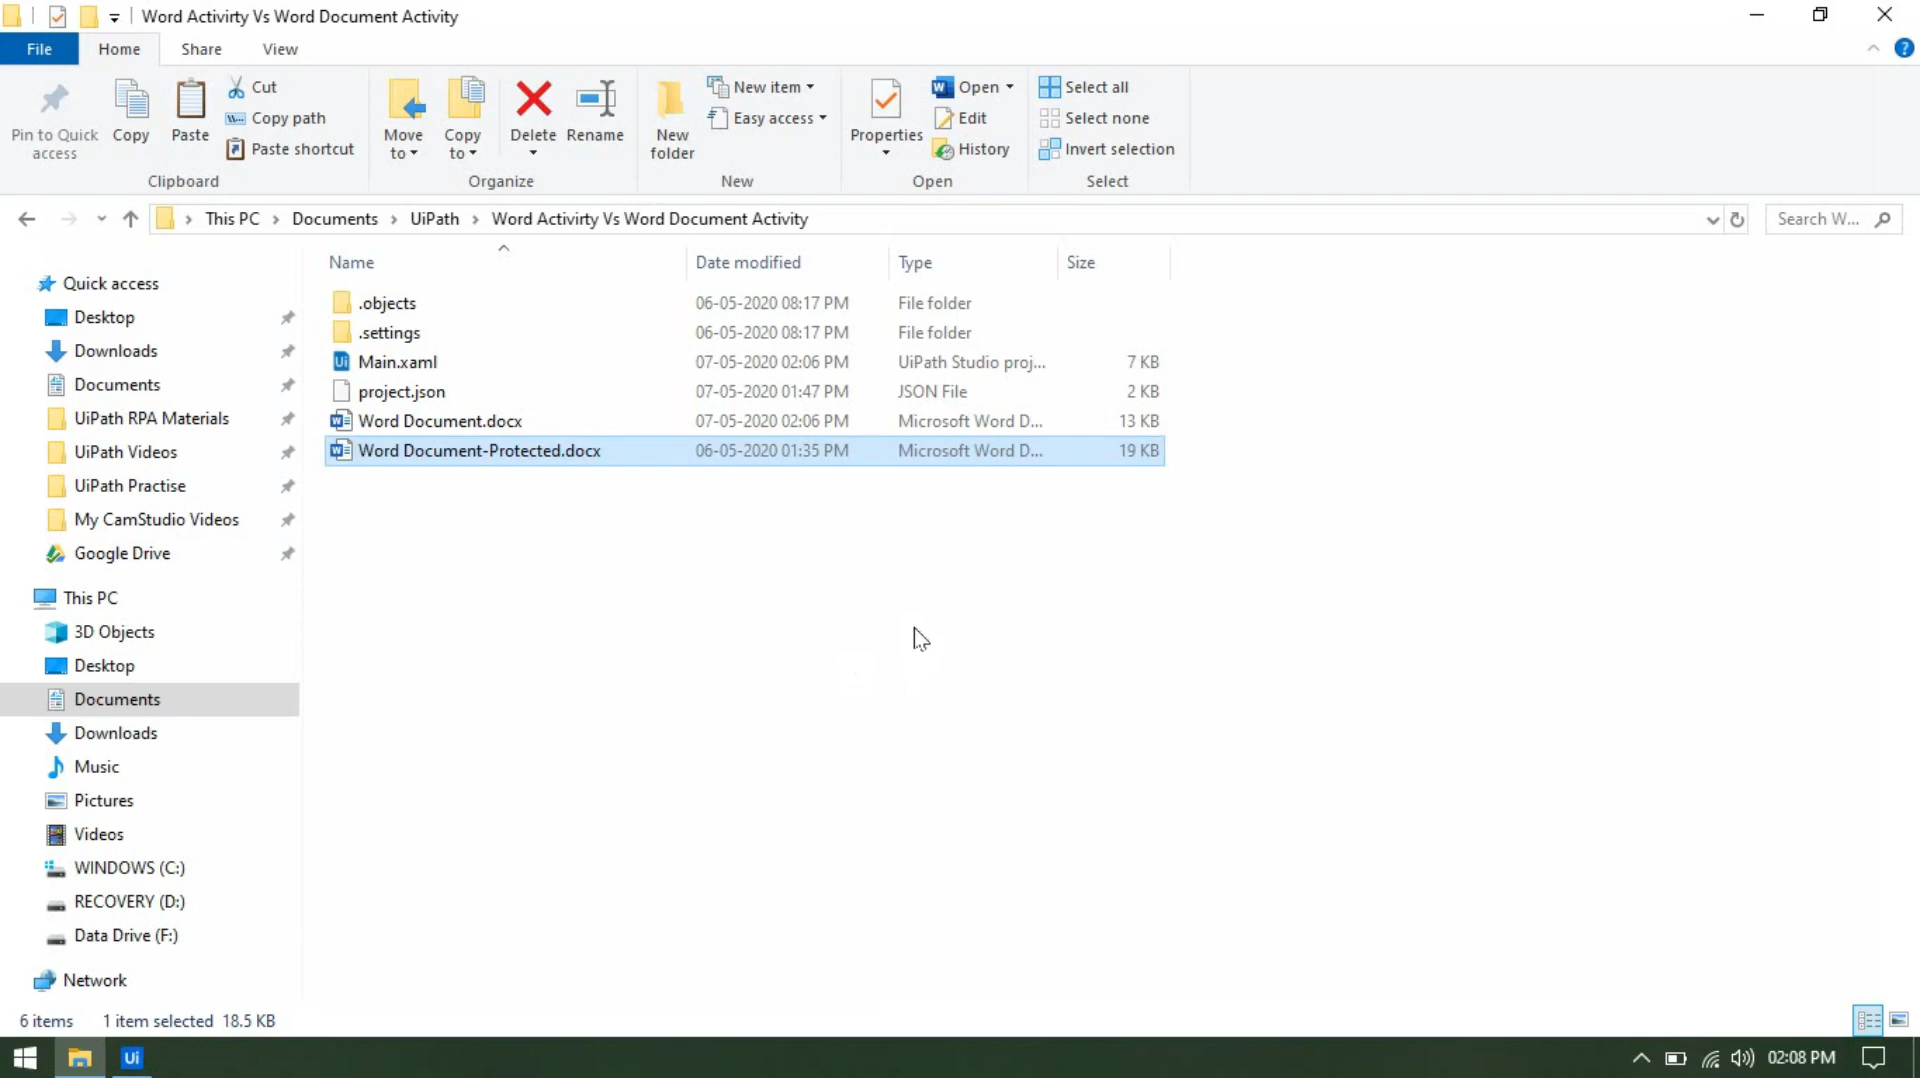 Word Activirty Vs Word Document Activity
File Home Share View
Pin to Quick access
Copy
Paste
Cut
Copy path
Paste shortcut
Clipboard
Move to
Copy to
Delete
Rename
Organize
New folder
New item
Easy access
New
Properties
Open
Edit
History
Open
Select all
Select none
Invert selection
Select
This PC > Documents > UiPath > Word Activirty Vs Word Document Activity
Search W...
Name Date modified Type Size
.objects 06-05-2020 08:17 PM File folder
.settings 06-05-2020 08:17 PM File folder
Main.xaml 07-05-2020 02:06 PM UiPath Studio proj... 7 KB
project.json 07-05-2020 01:47 PM JSON File 2 KB
Word Document.docx 07-05-2020 02:06 PM Microsoft Word D... 13 KB
Word Document-Protected.docx 06-05-2020 01:35 PM Microsoft Word D... 19 KB
Quick access
Desktop
Downloads
Documents
UiPath RPA Materials
UiPath Videos
UiPath Practise
My CamStudio Videos
Google Drive
This PC
3D Objects
Desktop
Documents
Downloads
Music
Pictures
Videos
WINDOWS (C:)
RECOVERY (D:)
Data Drive (F:)
Network
6 items 1 item selected 18.5 KB
Ui
02:08 PM